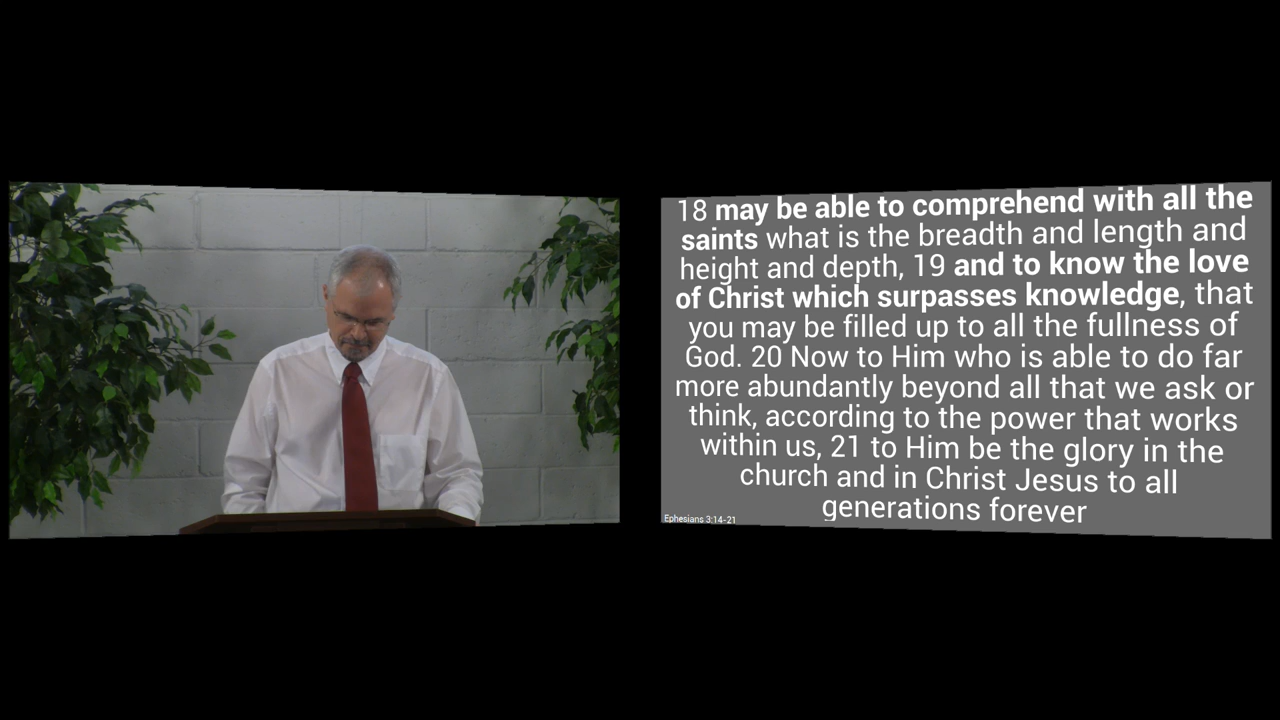 18 may be able to comprehend with all the
saints what is the breadth and length and
height and depth, 19 and to know the love
of Christ which surpasses knowledge, that
you may be filled up to all the fullness of
God. 20 Now to Him who is able to do far
more abundantly beyond all that we ask or
think, according to the power that works
within us, 21 to Him be the glory in the
church and in Christ Jesus to all
generations forever
Ephesians 3:14-21